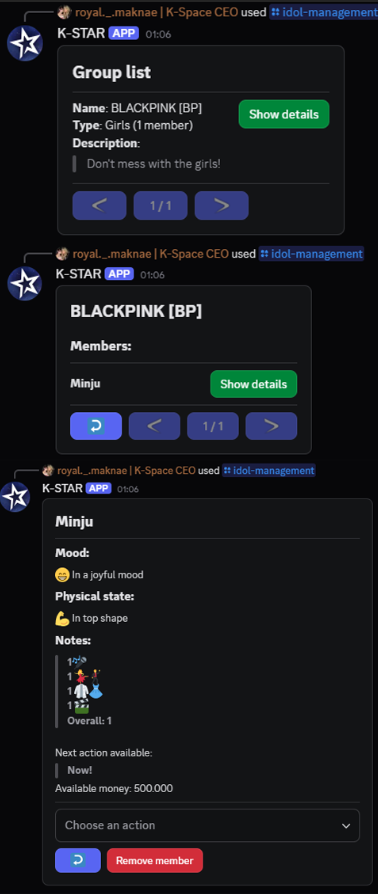 royal._.maknae | K-Space CEO used idol-management
K-STAR APP 01:06
Group list
Name: BLACKPINK [BP]
Type: Girls (1 member)
Show details
Description:
Don't mess with the girls!
< 1 / 1 >
royal._.maknae | K-Space CEO used idol-management
K-STAR APP 01:06
BLACKPINK [BP]
Members:
Minju Show details
< 1 / 1 >
royal._.maknae | K-Space CEO used idol-management
K-STAR APP 01:06
Minju
Mood:
In a joyful mood
Physical state:
In top shape
Notes:
1
1
1
1
Overall: 1
Next action available:
Now!
Available money: 500.000
Choose an action
Remove member